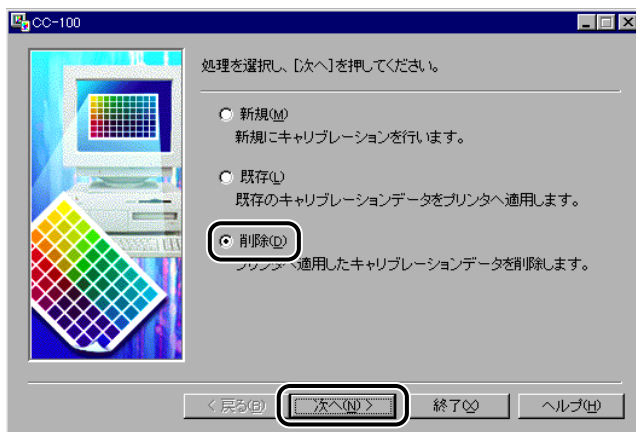 CC-100
処理を選択し、[次へ]を押してください。
新規(M)
新規にキャリブレーションを行います。
既存(L)
既存のキャリブレーションデータをプリンタへ適用します。
削除(D)
プリンタへ適用したキャリブレーションデータを削除します。
< 戻る(B) 次へ(N) > 終了(X) ヘルプ(H)